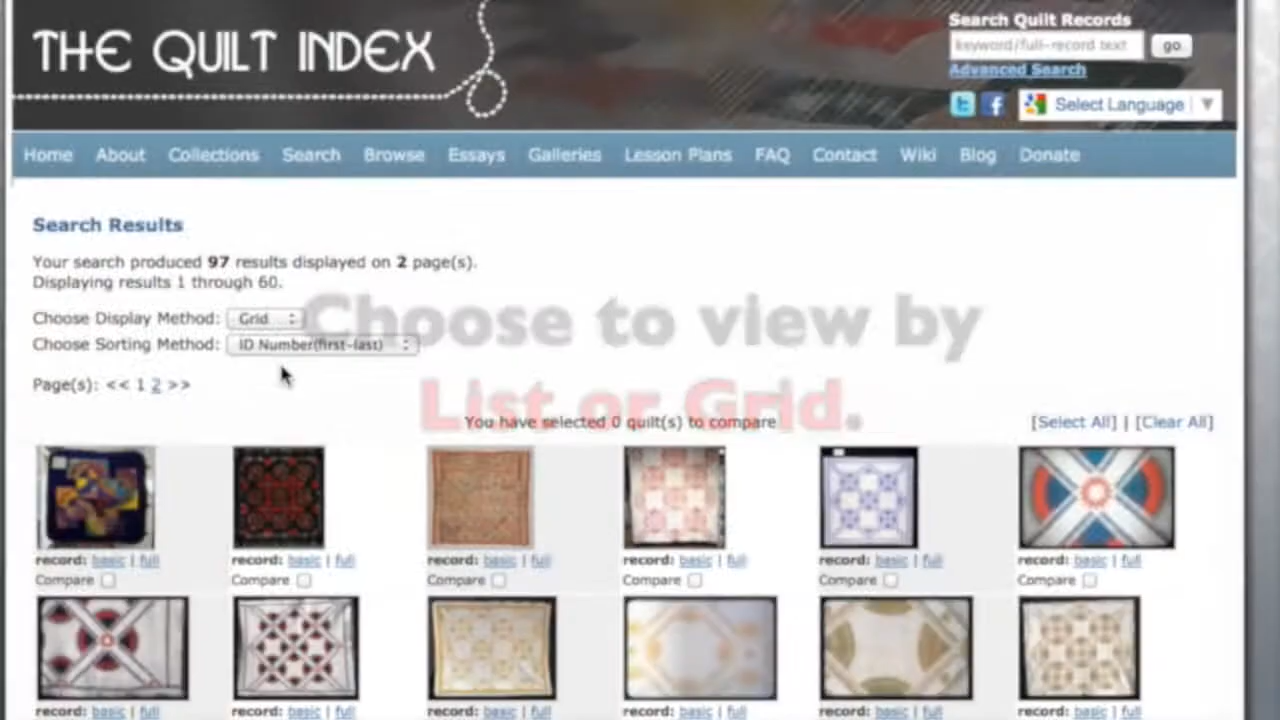 THE QUILT INDEX
Search Quilt Records
keyword/full-record text
go
Advanced Search
Select Language ▼
Home About Collections Search Browse Essays Galleries Lesson Plans FAQ Contact Wiki Blog Donate
Search Results
Your search produced 97 results displayed on 2 page(s).
Displaying results 1 through 60.
Choose Display Method: Grid
Choose Sorting Method: ID Number(first-last)
Choose to view by
List or Grid.
Page(s): << 1 2 >>
You have selected 0 quilt(s) to compare
[Select All] | [Clear All]
record: basic | full record: basic | full record: basic | full record: basic | full record: basic | full record: basic | full
Compare Compare Compare Compare Compare Compare
record: basic | full record: basic | full record: basic | full record: basic | full record: basic | full record: basic | full